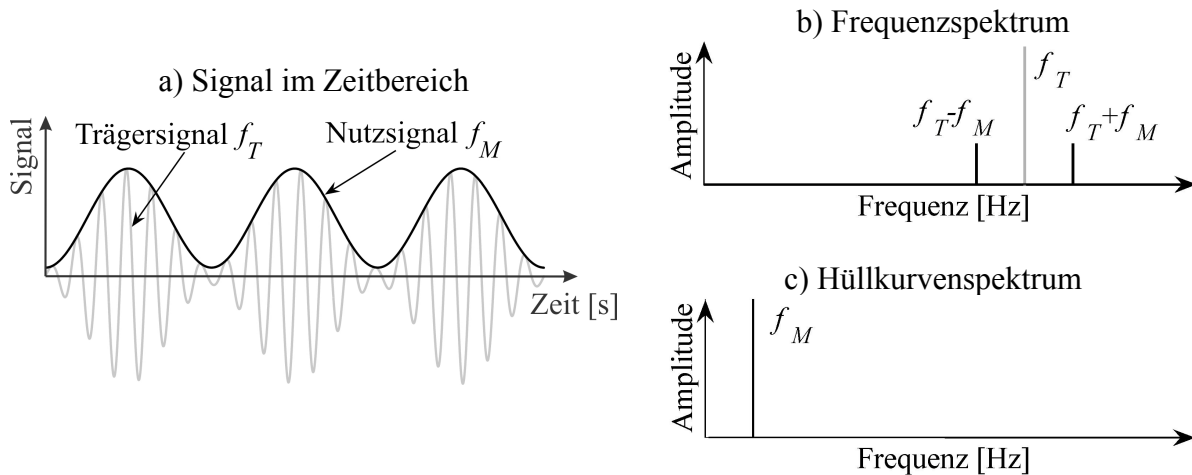 a) Signal im Zeitbereich
Signal
Trägersignal f_T
Nutzsignal f_M
Zeit [s]
b) Frequenzspektrum
Amplitude
f_T-f_M
f_T
f_T+f_M
Frequenz [Hz]
c) Hüllkurvenspektrum
Amplitude
f_M
Frequenz [Hz]